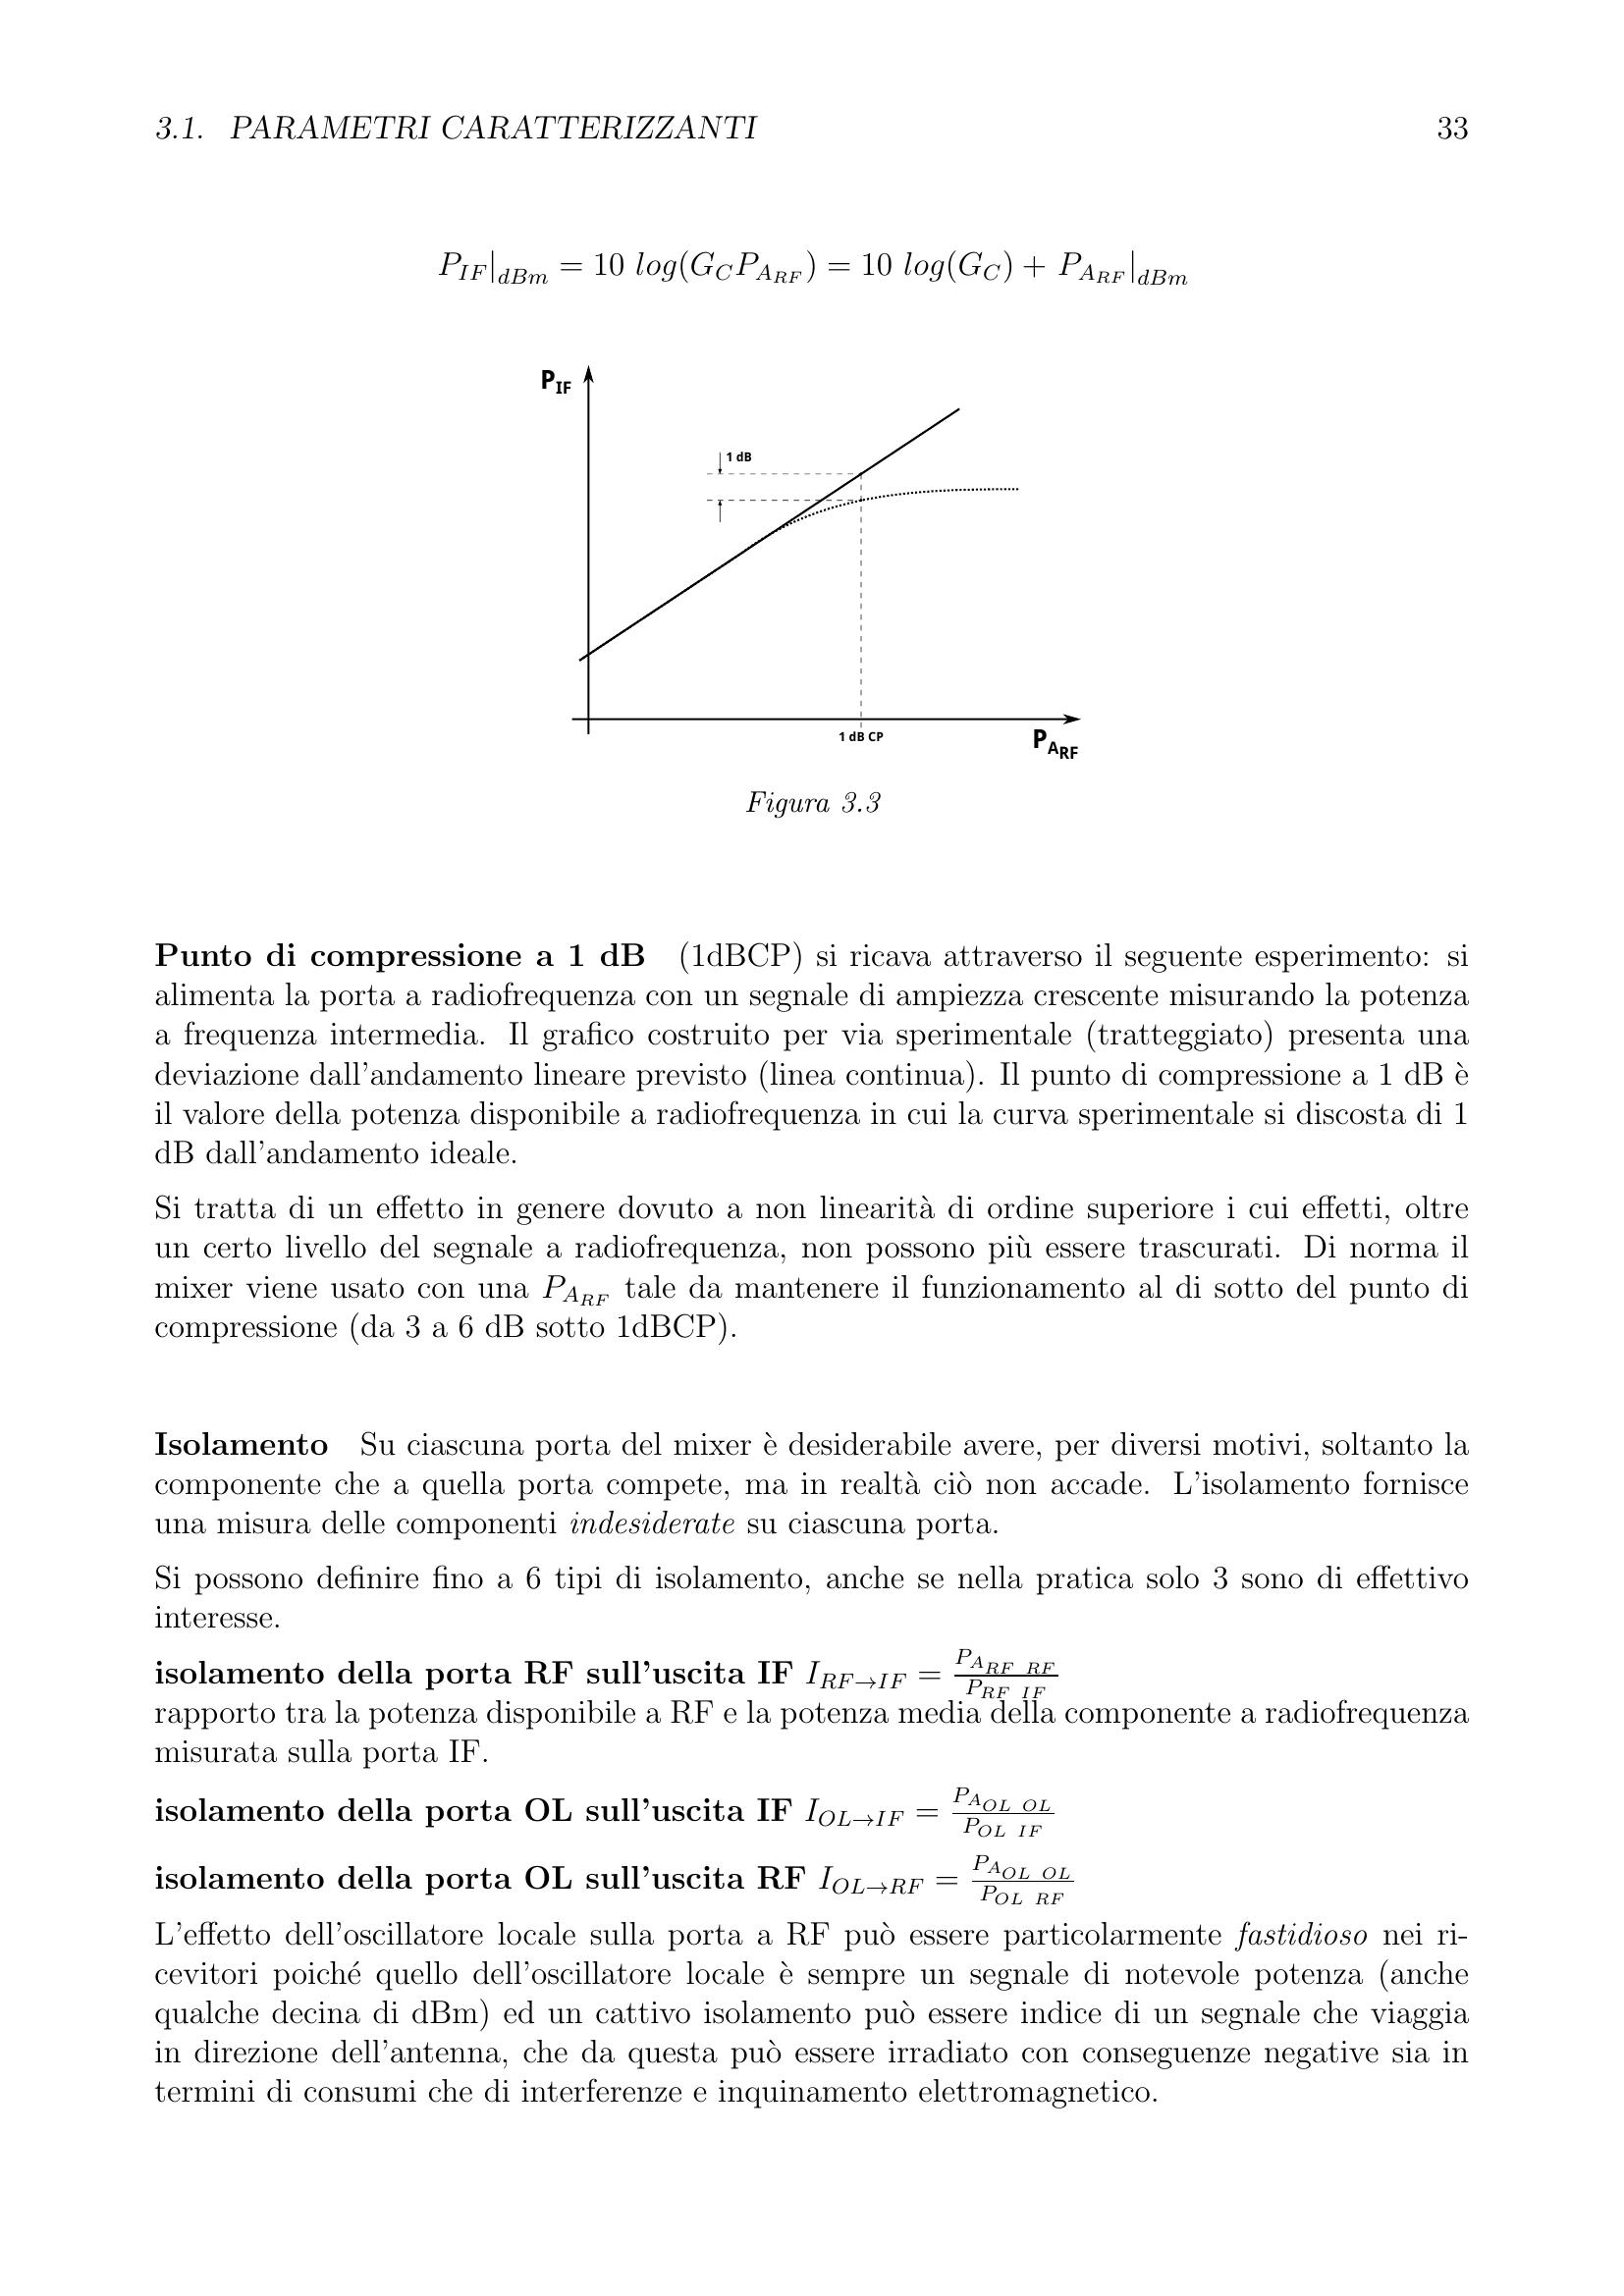 3.1. PARAMETRI CARATTERIZZANTI 33
P_{IF}|_{dBm} = 10 log(G_C P_{A_{RF}}) = 10 log(G_C) + P_{A_{RF}}|_{dBm}
P_{IF}
1 dB
1 dB CP
P_{A_{RF}}
Figura 3.3
Punto di compressione a 1 dB (1dBCP) si ricava attraverso il seguente esperimento: si
alimenta la porta a radiofrequenza con un segnale di ampiezza crescente misurando la potenza
a frequenza intermedia. Il grafico costruito per via sperimentale (tratteggiato) presenta una
deviazione dall'andamento lineare previsto (linea continua). Il punto di compressione a 1 dB è
il valore della potenza disponibile a radiofrequenza in cui la curva sperimentale si discosta di 1
dB dall'andamento ideale.
Si tratta di un effetto in genere dovuto a non linearità di ordine superiore i cui effetti, oltre
un certo livello del segnale a radiofrequenza, non possono più essere trascurati. Di norma il
mixer viene usato con una P_{A_{RF}} tale da mantenere il funzionamento al di sotto del punto di
compressione (da 3 a 6 dB sotto 1dBCP).
Isolamento Su ciascuna porta del mixer è desiderabile avere, per diversi motivi, soltanto la
componente che a quella porta compete, ma in realtà ciò non accade. L'isolamento fornisce
una misura delle componenti indesiderate su ciascuna porta.
Si possono definire fino a 6 tipi di isolamento, anche se nella pratica solo 3 sono di effettivo
interesse.
isolamento della porta RF sull'uscita IF I_{RF→IF} = \frac{P_{A_{RF RF}}}{P_{RF IF}}
rapporto tra la potenza disponibile a RF e la potenza media della componente a radiofrequenza
misurata sulla porta IF.
isolamento della porta OL sull'uscita IF I_{OL→IF} = \frac{P_{A_{OL OL}}}{P_{OL IF}}
isolamento della porta OL sull'uscita RF I_{OL→RF} = \frac{P_{A_{OL OL}}}{P_{OL RF}}
L'effetto dell'oscillatore locale sulla porta a RF può essere particolarmente fastidioso nei ri-
cevitori poiché quello dell'oscillatore locale è sempre un segnale di notevole potenza (anche
qualche decina di dBm) ed un cattivo isolamento può essere indice di un segnale che viaggia
in direzione dell'antenna, che da questa può essere irradiato con conseguenze negative sia in
termini di consumi che di interferenze e inquinamento elettromagnetico.